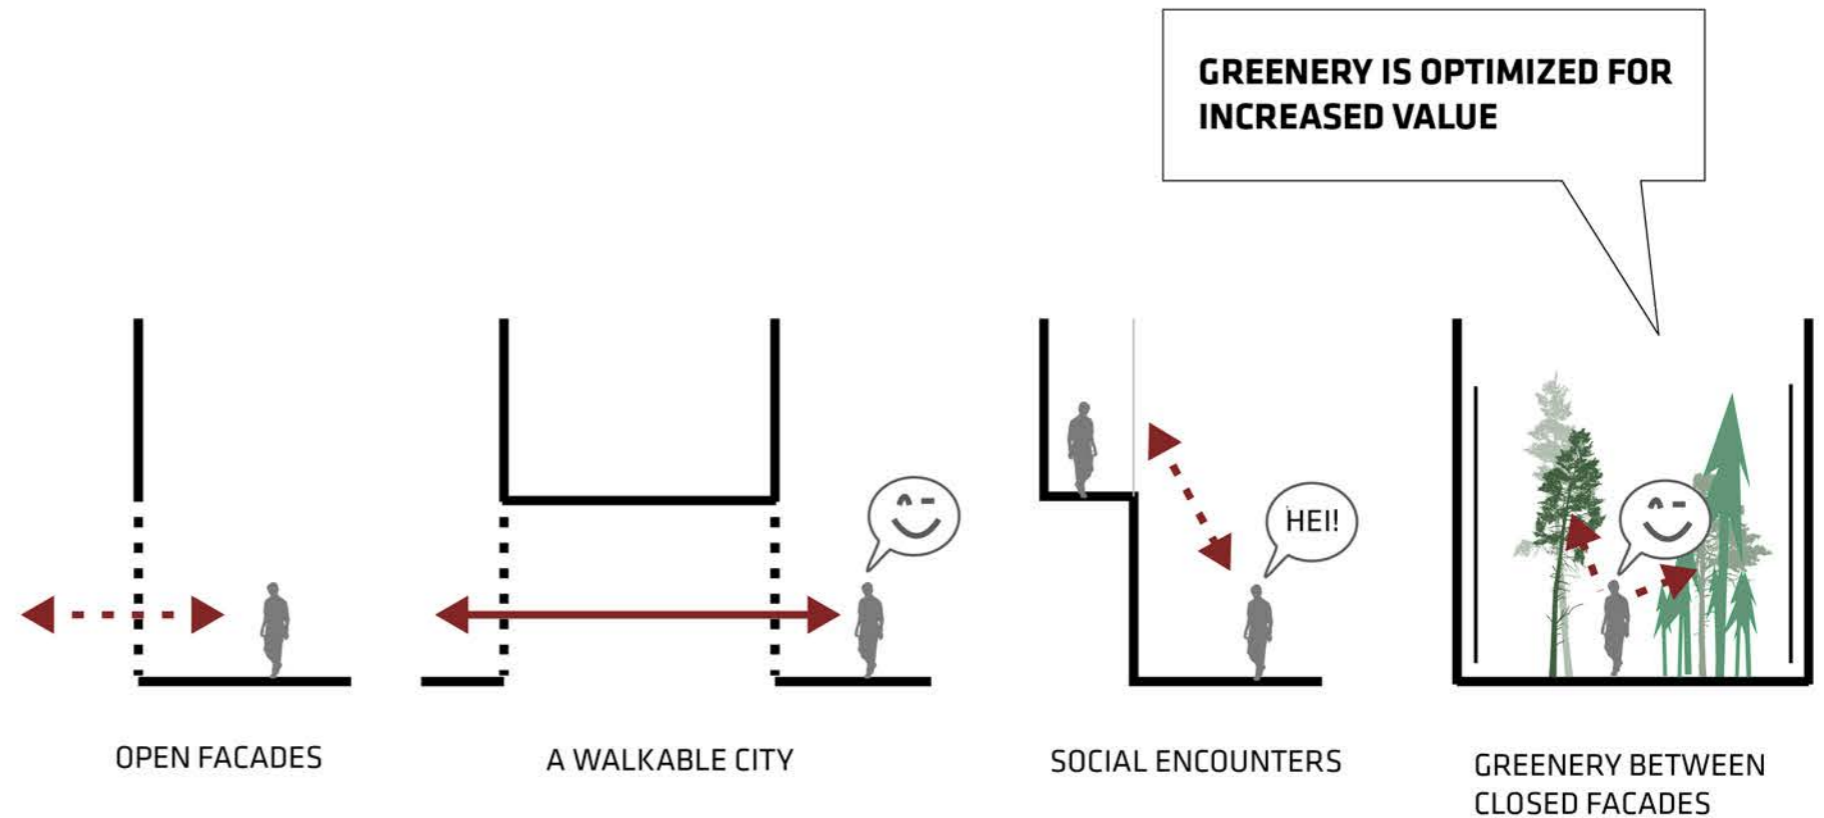 GREENERY IS OPTIMIZED FOR
INCREASED VALUE
HEI!
OPEN FACADES
A WALKABLE CITY
SOCIAL ENCOUNTERS
GREENERY BETWEEN
CLOSED FACADES